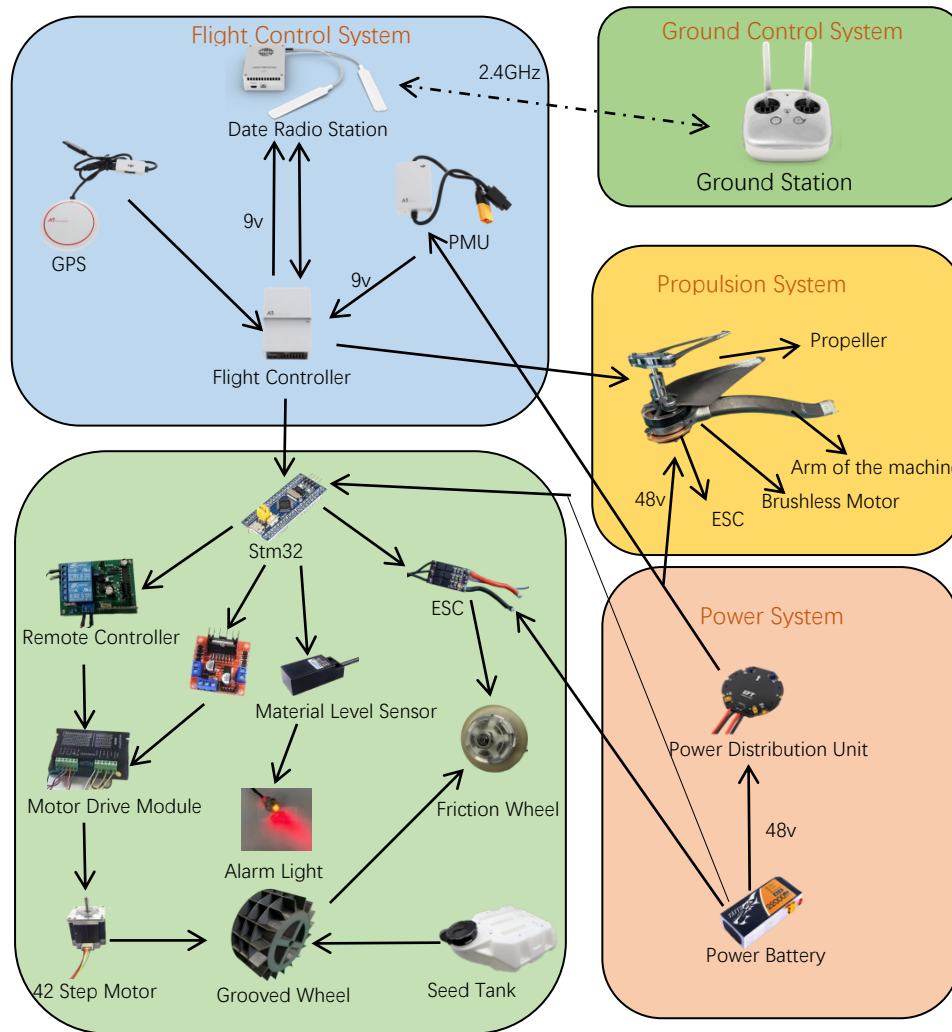 Flight Control System
Ground Control System
2.4GHz
Date Radio Station
Ground Station
9v
PMU
GPS
9v
Propulsion System
Propeller
Flight Controller
Arm of the machine
Brushless Motor
48v
ESC
Stm32
ESC
Power System
Remote Controller
Material Level Sensor
EFT
Power Distribution Unit
Motor Drive Module
Friction Wheel
48v
Alarm Light
Power Battery
42 Step Motor
Grooved Wheel
Seed Tank